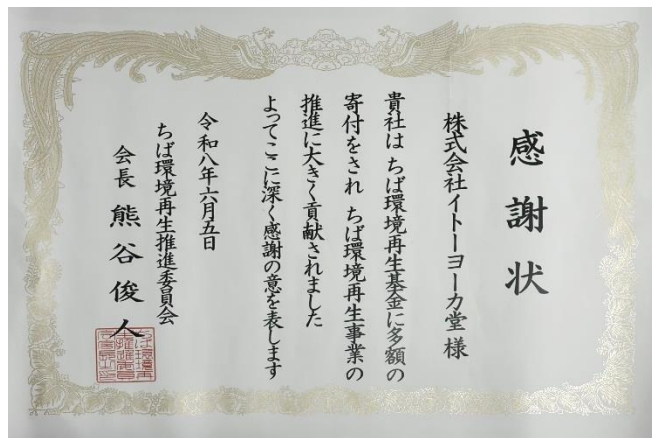 感謝状
株式会社イトーヨーカ堂 様
貴社は ちば環境再生基金に多額の
寄付をされ ちば環境再生事業の
推進に大きく貢献されました
よってここに深く感謝の意を表します
令和八年六月五日
ちば環境再生推進委員会
会長 熊谷俊人